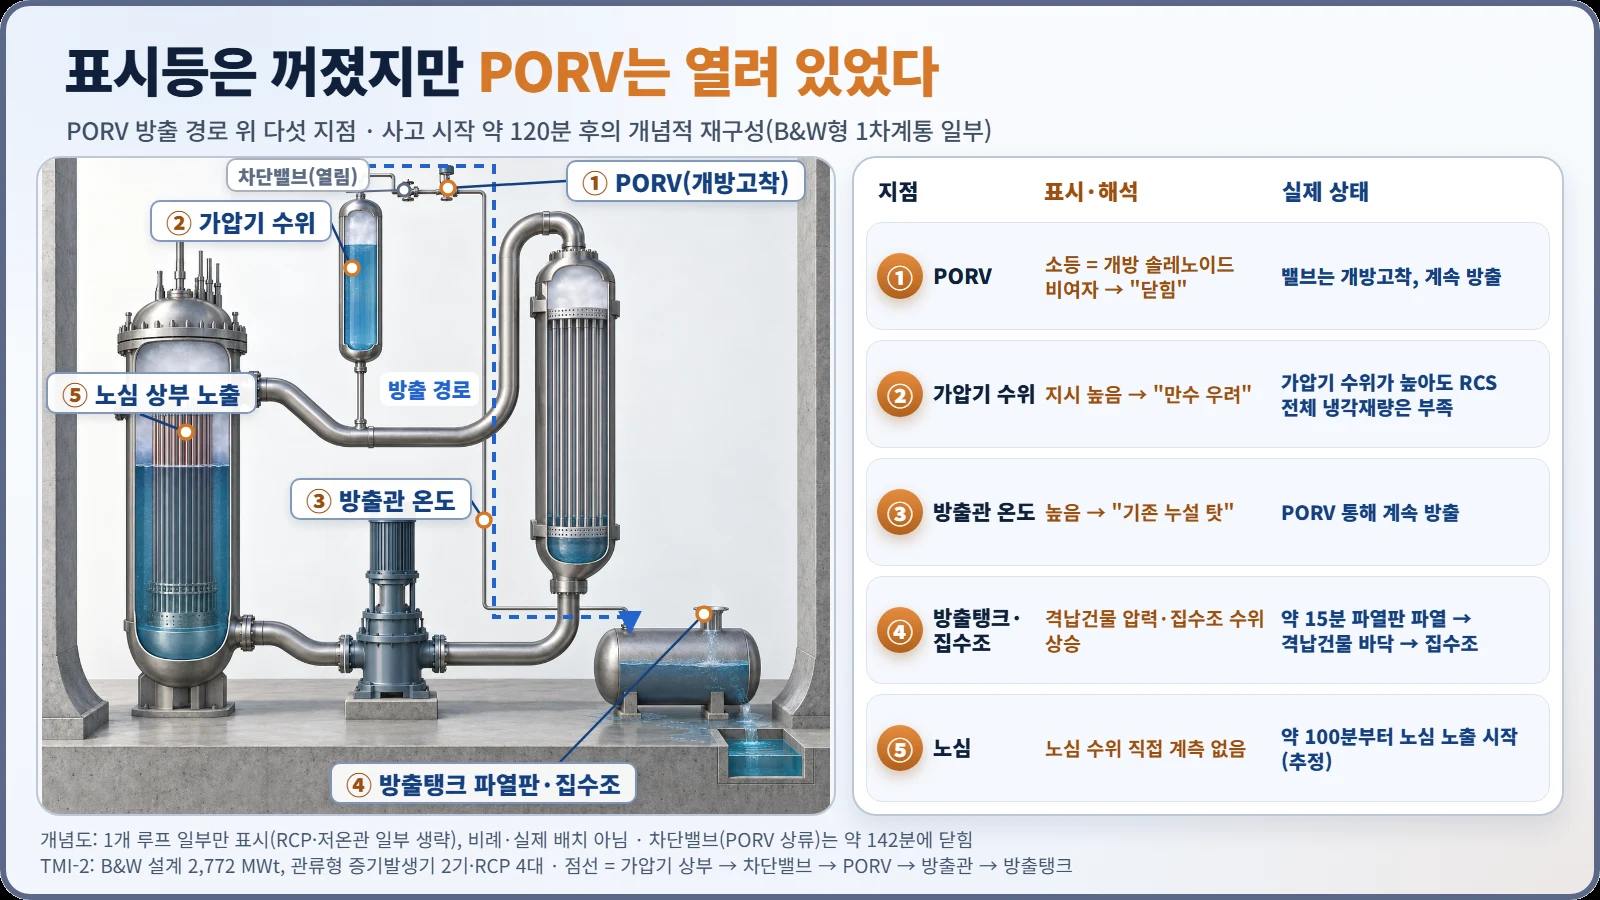 표시등은 꺼졌지만 PORV는 열려 있었다
PORV 방출 경로 위 다섯 지점 · 사고 시작 약 120분 후의 개념적 재구성(B&W형 1차계통 일부)
차단밸브(열림)
① PORV(개방고착)
② 가압기 수위
⑤ 노심 상부 노출
방출 경로
③ 방출관 온도
④ 방출탱크 파열판·집수조
지점
표시·해석
실제 상태
① PORV
소등 = 개방 솔레노이드
비여자 → "닫힘"
밸브는 개방고착, 계속 방출
② 가압기 수위
지시 높음 → "만수 우려"
가압기 수위가 높아도 RCS
전체 냉각재량은 부족
③ 방출관 온도
높음 → "기존 누설 탓"
PORV 통해 계속 방출
④ 방출탱크·
집수조
격납건물 압력·집수조 수위
상승
약 15분 파열판 파열 →
격납건물 바닥 → 집수조
⑤ 노심
노심 수위 직접 계측 없음
약 100분부터 노심 노출 시작
(추정)
개념도: 1개 루프 일부만 표시(RCP·저온관 일부 생략), 비례·실제 배치 아님 · 차단밸브(PORV 상류)는 약 142분에 닫힘
TMI-2: B&W 설계 2,772 MWt, 관류형 증기발생기 2기·RCP 4대 · 점선 = 가압기 상부 → 차단밸브 → PORV → 방출관 → 방출탱크